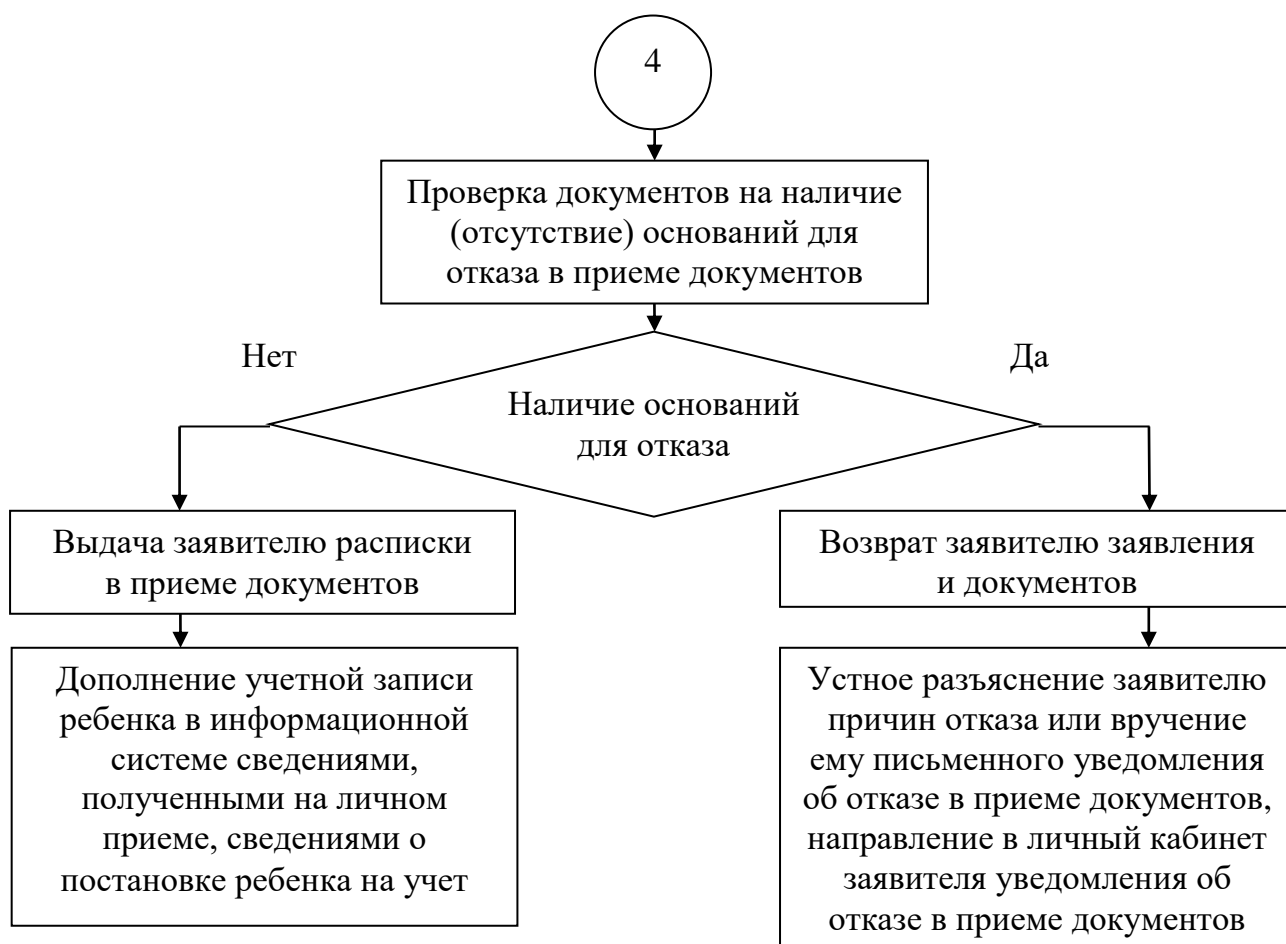 4
Проверка документов на наличие
(отсутствие) оснований для
отказа в приеме документов
Нет
Да
Наличие оснований
для отказа
Выдача заявителю расписки
в приеме документов
Возврат заявителю заявления
и документов
Дополнение учетной записи
ребенка в информационной
системе сведениями,
полученными на личном
приеме, сведениями о
постановке ребенка на учет
Устное разъяснение заявителю
причин отказа или вручение
ему письменного уведомления
об отказе в приеме документов,
направление в личный кабинет
заявителя уведомления об
отказе в приеме документов